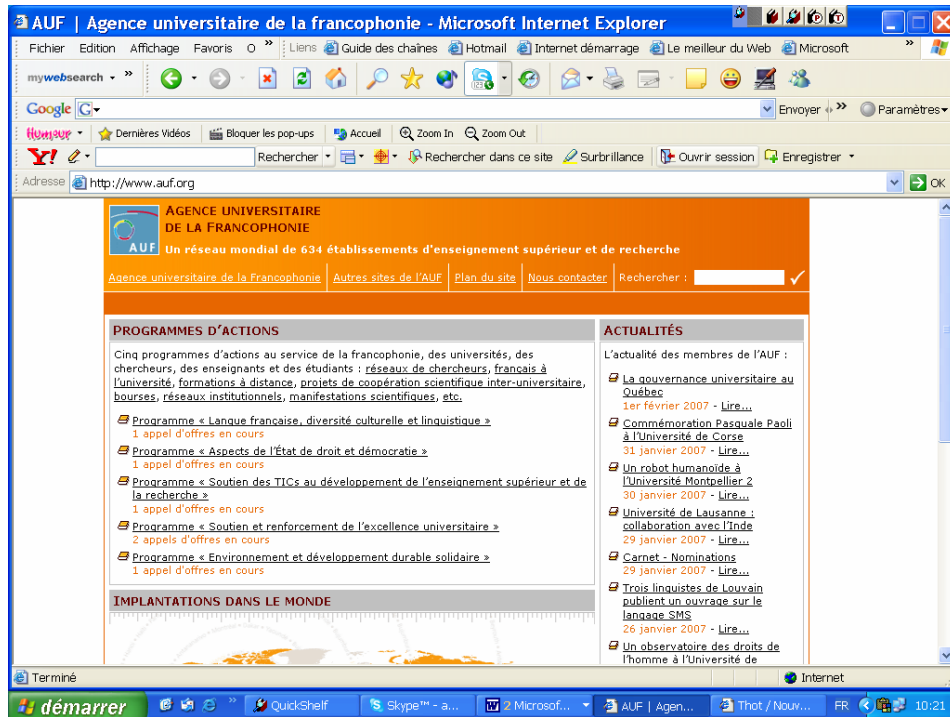 AUF | Agence universitaire de la francophonie - Microsoft Internet Explorer
Fichier Edition Affichage Favoris O » Liens Guide des chaînes Hotmail Internet démarrage Le meilleur du Web Microsoft »
mywebsearch »
Google G Envoyer » Paramètres
Humour Dernières Vidéos Bloquer les pop-ups Accueil Zoom In Zoom Out
Y! Rechercher Rechercher dans ce site Surbrillance Ouvrir session Enregistrer
Adresse http://www.auf.org OK
AGENCE UNIVERSITAIRE
DE LA FRANCOPHONIE
AUF Un réseau mondial de 634 établissements d'enseignement supérieur et de recherche
Agence universitaire de la Francophonie Autres sites de l'AUF Plan du site Nous contacter Rechercher :
PROGRAMMES D'ACTIONS
Cinq programmes d'actions au service de la francophonie, des universités, des
chercheurs, des enseignants et des étudiants : réseaux de chercheurs, français à
l'université, formations à distance, projets de coopération scientifique inter-universitaire,
bourses, réseaux institutionnels, manifestations scientifiques, etc.
Programme « Langue française, diversité culturelle et linguistique »
1 appel d'offres en cours
Programme « Aspects de l'État de droit et démocratie »
1 appel d'offres en cours
Programme « Soutien des TICs au développement de l'enseignement supérieur et de
la recherche »
1 appel d'offres en cours
Programme « Soutien et renforcement de l'excellence universitaire »
2 appels d'offres en cours
Programme « Environnement et développement durable solidaire »
1 appel d'offres en cours
IMPLANTATIONS DANS LE MONDE
ACTUALITÉS
L'actualité des membres de l'AUF :
La gouvernance universitaire au
Québec
1er février 2007 - Lire...
Commémoration Pasquale Paoli
à l'Université de Corse
31 janvier 2007 - Lire...
Un robot humanoïde à
l'Université Montpellier 2
30 janvier 2007 - Lire...
Université de Lausanne :
collaboration avec l'Inde
29 janvier 2007 - Lire...
Carnet - Nominations
29 janvier 2007 - Lire...
Trois linguistes de Louvain
publient un ouvrage sur le
langage SMS
26 janvier 2007 - Lire...
Un observatoire des droits de
l'homme à l'Université de
Terminé Internet
démarrer » QuickShelf Skype™ - a... 2 Microsof... AUF | Agen... Thot / Nouv... FR 10:21